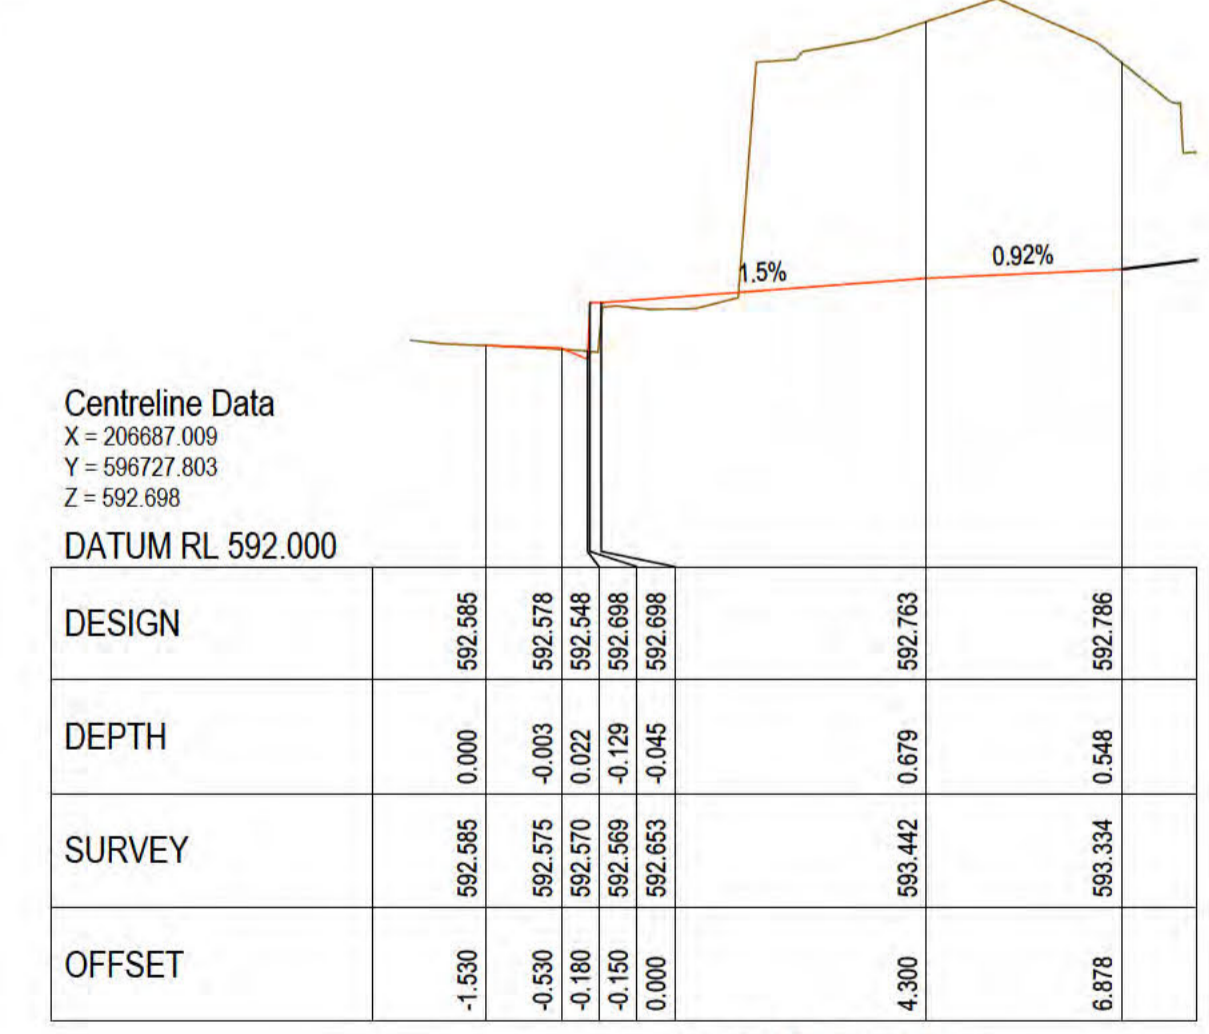 1.5%
0.92%
Centreline Data
X = 206687.009
Y = 596727.803
Z = 592.698
DATUM RL 592.000
DESIGN 592.585 592.578 592.548 592.698 592.698 592.763 592.786
DEPTH 0.000 -0.003 0.022 -0.129 -0.045 0.679 0.548
SURVEY 592.585 592.575 592.570 592.569 592.653 593.442 593.334
OFFSET -1.530 -0.530 -0.180 -0.150 0.000 4.300 6.878